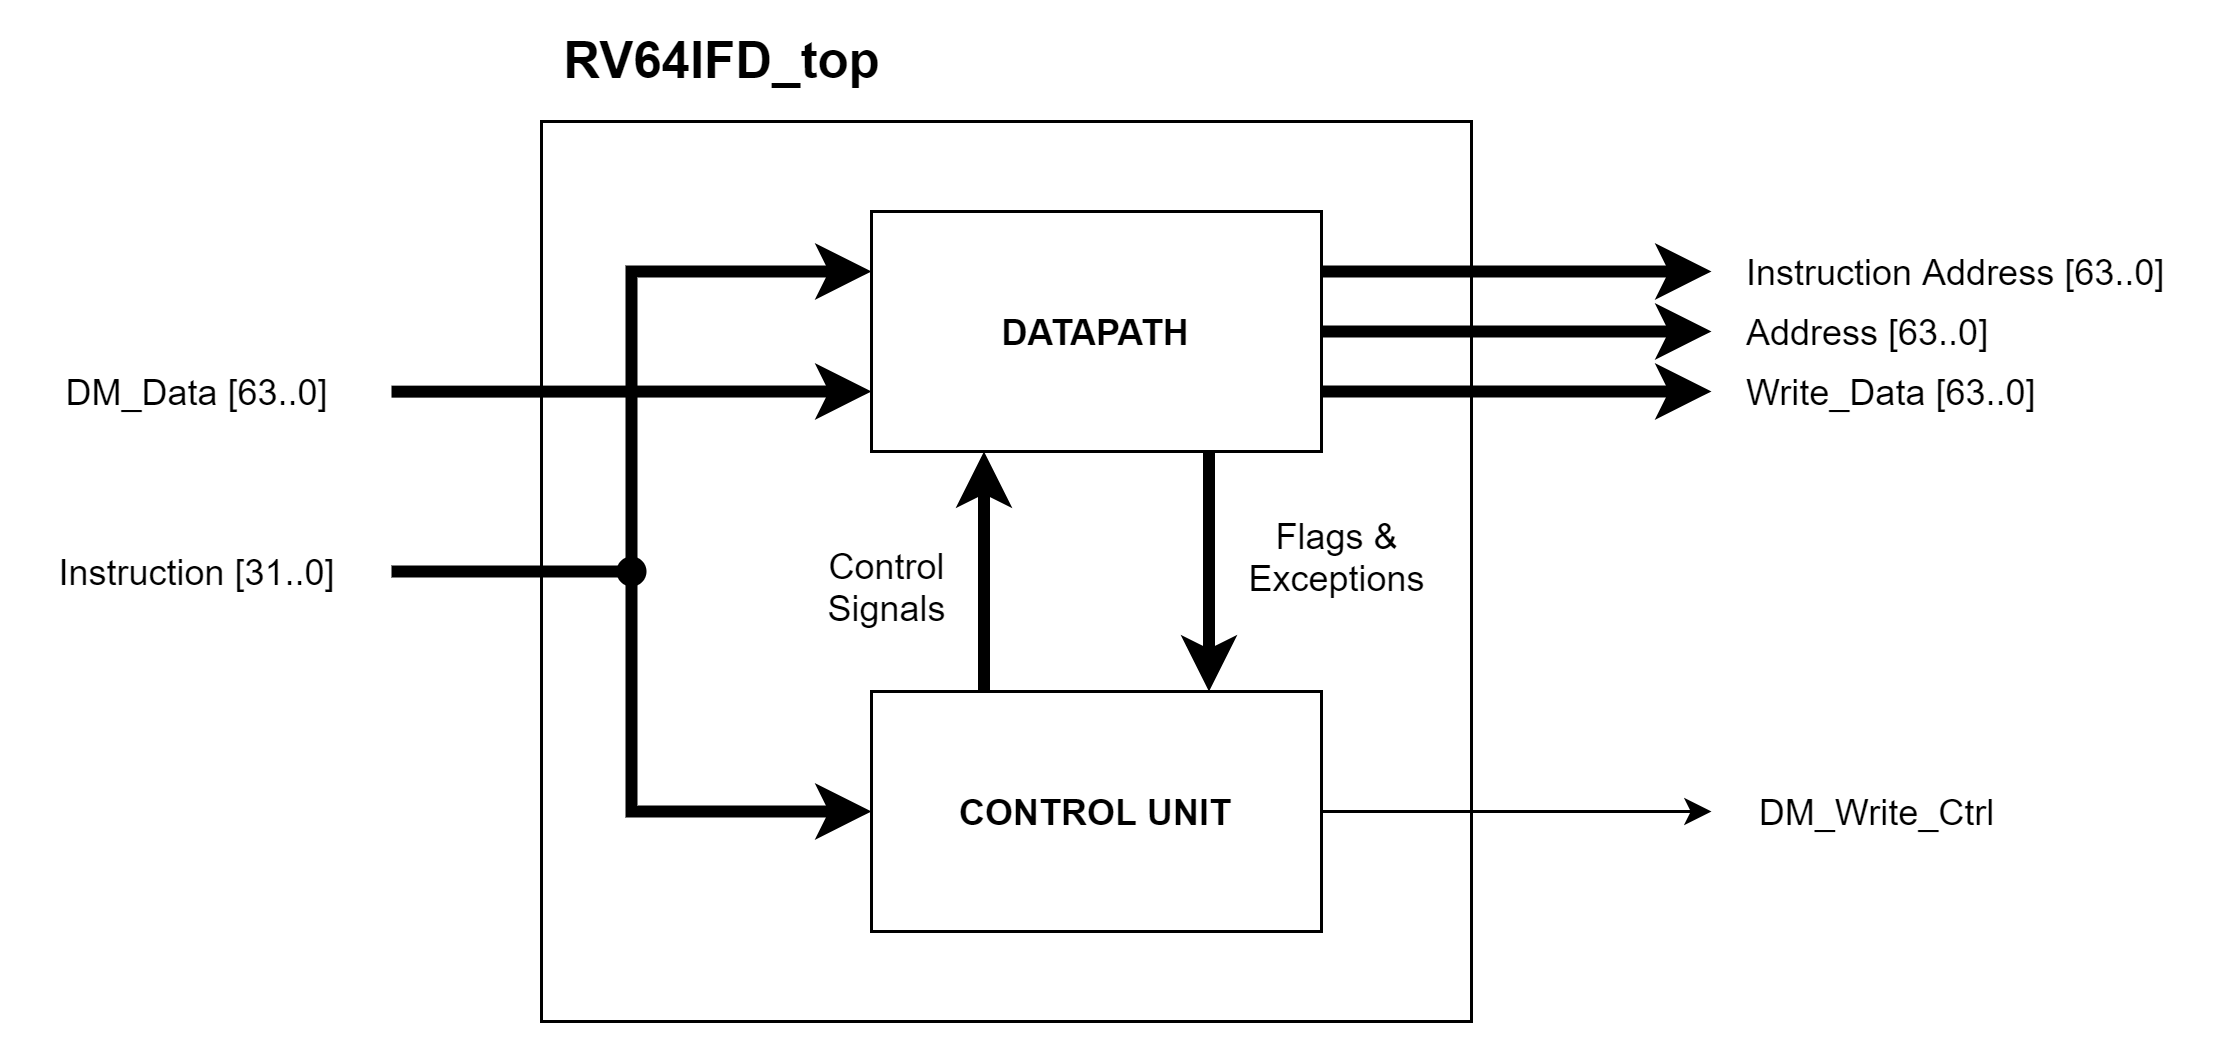 RV64IFD_top
DATAPATH
Instruction Address [63..0]
Address [63..0]
DM_Data [63..0]
Write_Data [63..0]
Instruction [31..0]
Control
Signals
Flags &
Exceptions
CONTROL UNIT
DM_Write_Ctrl